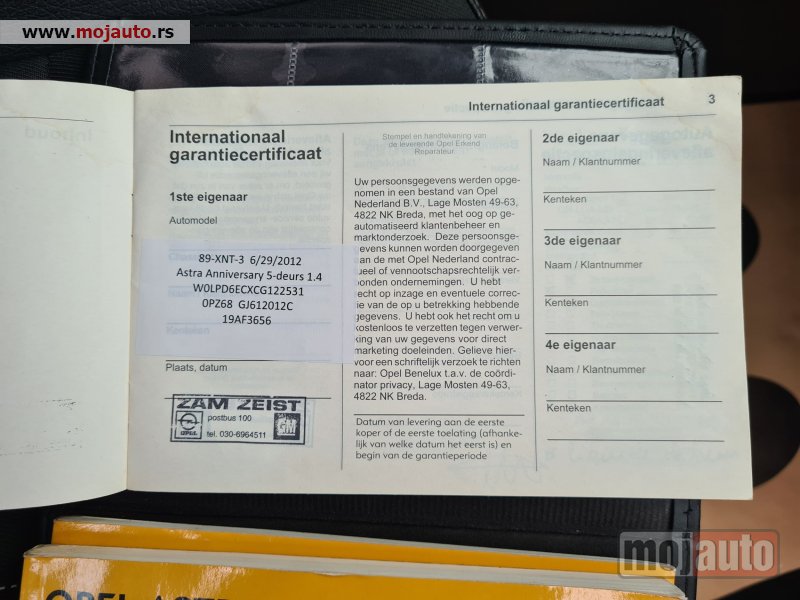 www.mojauto.rs
Internationaal garantiecertificaat 3
Internationaal
garantiecertificaat
1ste eigenaar
Automodel
89-XNT-3 6/29/2012
Astra Anniversary 5-deurs 1.4
W0LPD6ECXCG122531
0PZ68 GJ612012C
19AF3656
Kenteken
Plaats, datum
ZAM ZEIST
postbus 100
OPEL
GM
tel. 030-6964511
Stempel en handtekening van
de leverende Opel Erkend
Reparateur.
Uw persoonsgegevens werden opge-
nomen in een bestand van Opel
Nederland B.V., Lage Mosten 49-63,
4822 NK Breda, met het oog op ge-
automatiseerd klantenbeheer en
marktonderzoek. Deze persoonsge-
gevens kunnen worden doorgegeven
aan de met Opel Nederland contrac-
tueel of vennootschapsrechtelijk ver-
bonden ondernemingen. U hebt
recht op inzage en eventuele correc-
tie van de op u betrekking hebbende
gegevens. U hebt ook het recht om u
kosteloos te verzetten tegen verwer-
king van uw gegevens voor direct
marketing doeleinden. Gelieve hier-
voor een schriftelijk verzoek te richten
naar: Opel Benelux t.a.v. de coördi-
nator privacy, Lage Mosten 49-63,
4822 NK Breda.
Datum van levering aan de eerste
koper of de eerste toelating (afhanke-
lijk van welke datum het eerst is) en
begin van de garantieperiode
2de eigenaar
Naam / Klantnummer
Kenteken
3de eigenaar
Naam / Klantnummer
Kenteken
4e eigenaar
Naam / Klantnummer
Kenteken
mojauto